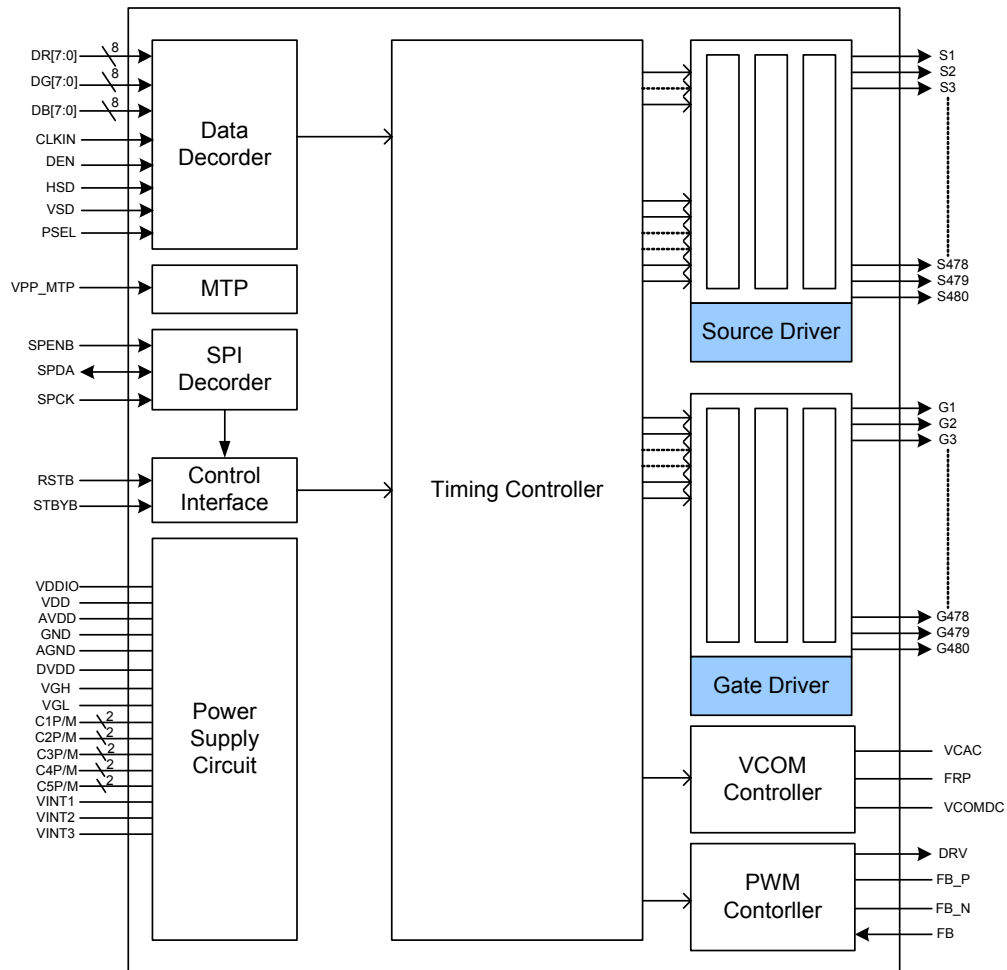 DR[7:0]
8
DG[7:0]
8
DB[7:0]
8
CLKIN
DEN
HSD
VSD
PSEL
Data
Decorder
VPP_MTP
MTP
SPENB
SPDA
SPCK
SPI
Decorder
RSTB
STBYB
Control
Interface
VDDIO
VDD
AVDD
GND
AGND
DVDD
VGH
VGL
C1P/M
2
C2P/M
2
C3P/M
2
C4P/M
2
C5P/M
2
VINT1
VINT2
VINT3
Power
Supply
Circuit
Timing Controller
Source Driver
S1
S2
S3
S478
S479
S480
Gate Driver
G1
G2
G3
G478
G479
G480
VCOM
Controller
VCAC
FRP
VCOMDC
PWM
Contorller
DRV
FB_P
FB_N
FB